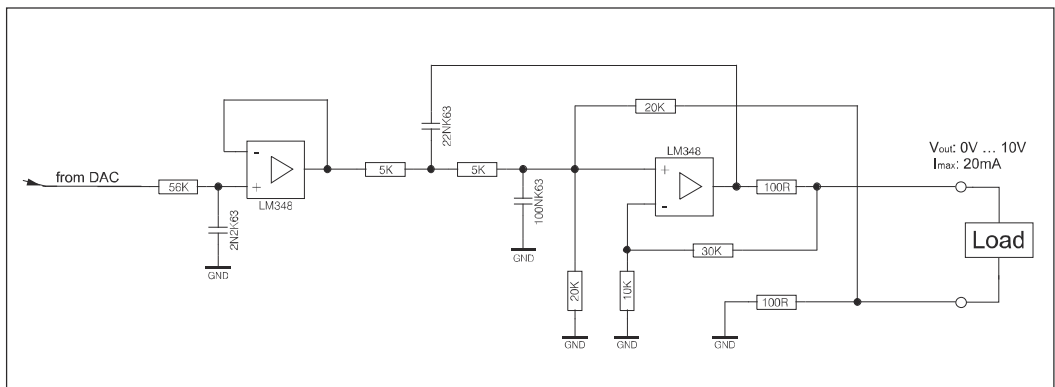 22NK63
20K
LM348
Vout: 0V ... 10V
Imax: 20mA
-
+
from DAC
56K
-
+
LM348
5K
5K
100R
2N2K63
100NK63
30K
Load
GND
GND
20K
10K
100R
GND
GND
GND